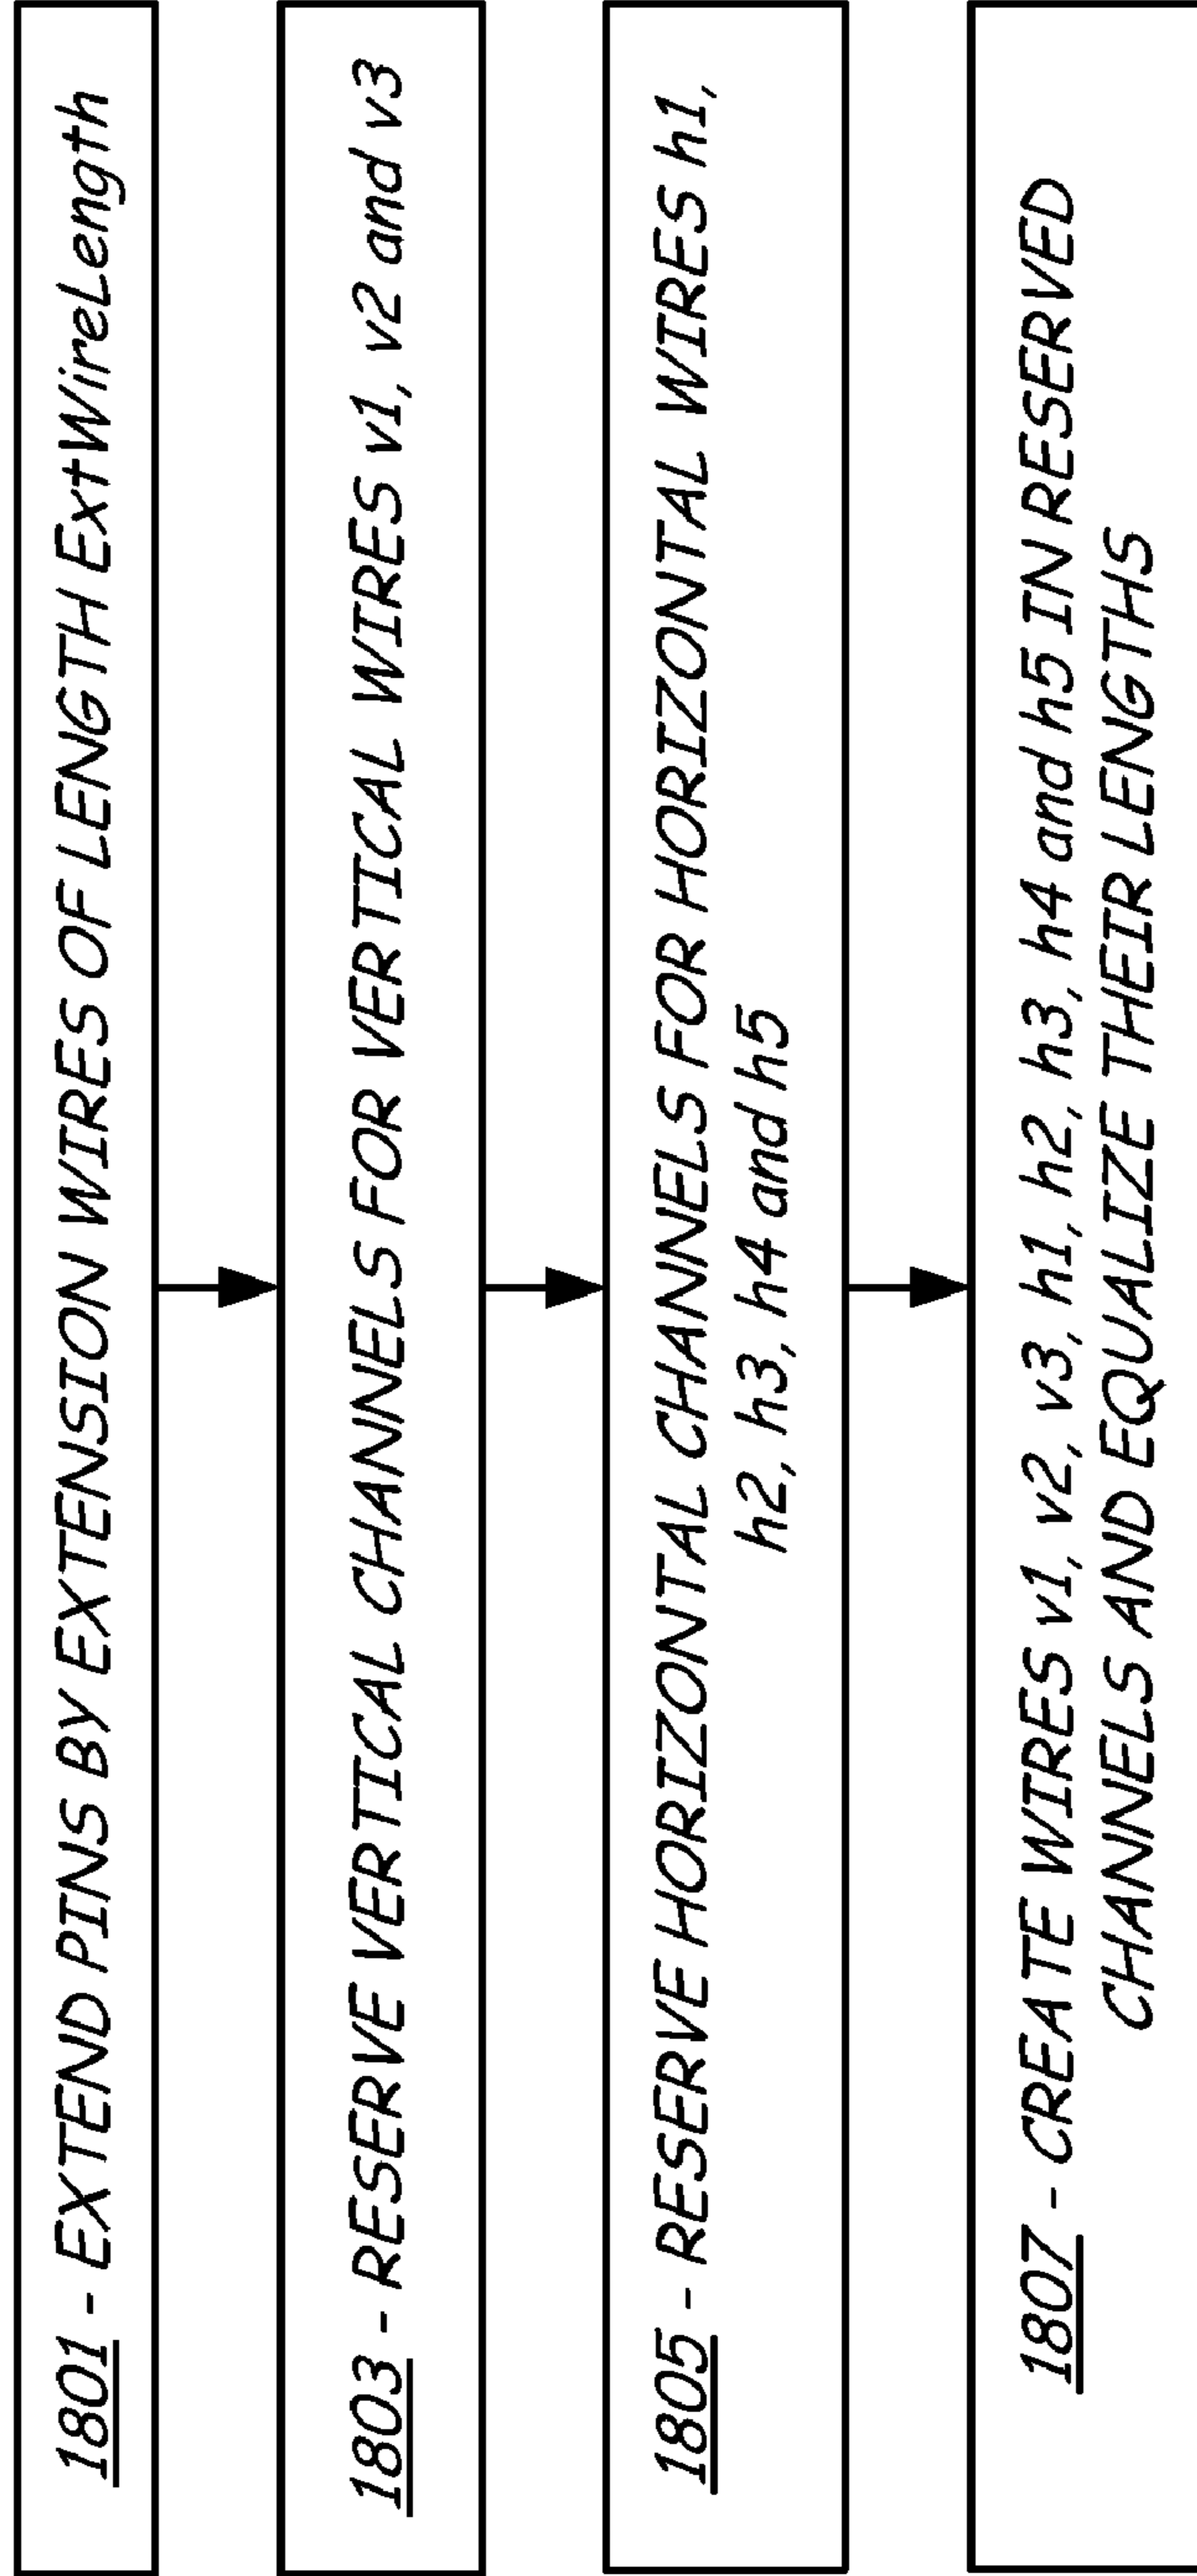 1801 - EXTEND PINS BY EXTENSION WIRES OF LENGTH ExtWireLength
1803 - RESERVE VERTICAL CHANNELS FOR VERTICAL WIRES v1, v2 and v3
1805 - RESERVE HORIZONTAL CHANNELS FOR HORIZONTAL WIRES h1,
h2, h3, h4 and h5
1807 - CREATE WIRES v1, v2, v3, h1, h2, h3, h4 and h5 IN RESERVED
CHANNELS AND EQUALIZE THEIR LENGTHS